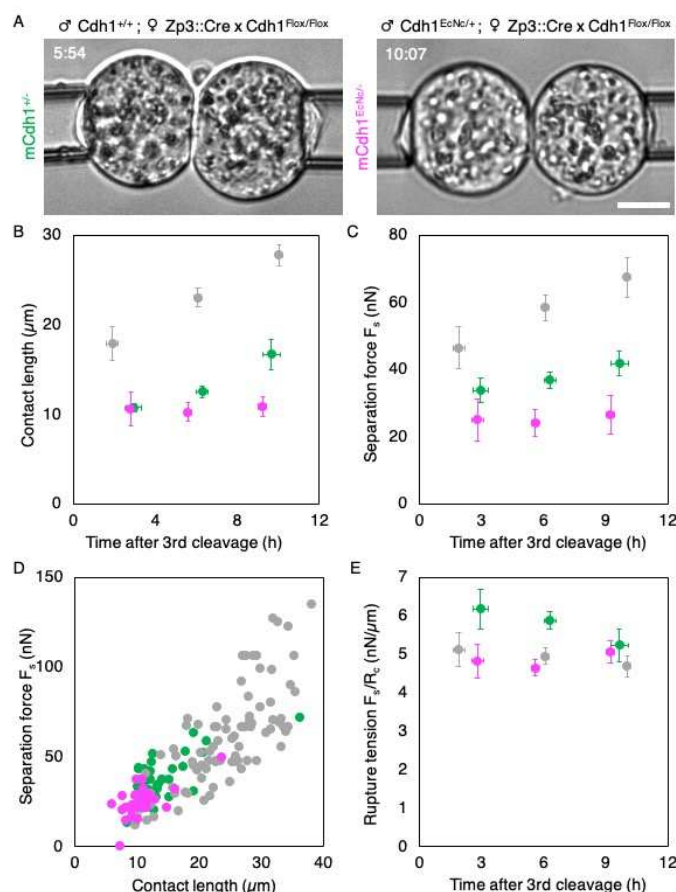 A ♂ Cdh1+/+ ; ♀ Zp3::Cre x Cdh1Flox/Flox
♂ Cdh1EcNc/+ ; ♀ Zp3::Cre x Cdh1Flox/Flox
5:54
10:07
mCdh1+/-
mCdh1EcNc/-
B
30
20
10
0
Contact length (µm)
0 4 8 12
Time after 3rd cleavage (h)
C
80
60
40
20
0
Separation force Fs (nN)
0 3 6 9 12
Time after 3rd cleavage (h)
D
150
100
50
0
Separation force Fs (nN)
0 10 20 30 40
Contact length (µm)
E
7
6
5
4
3
2
1
0
Rupture tension Fs/Rc (nN/µm)
0 3 6 9 12
Time after 3rd cleavage (h)